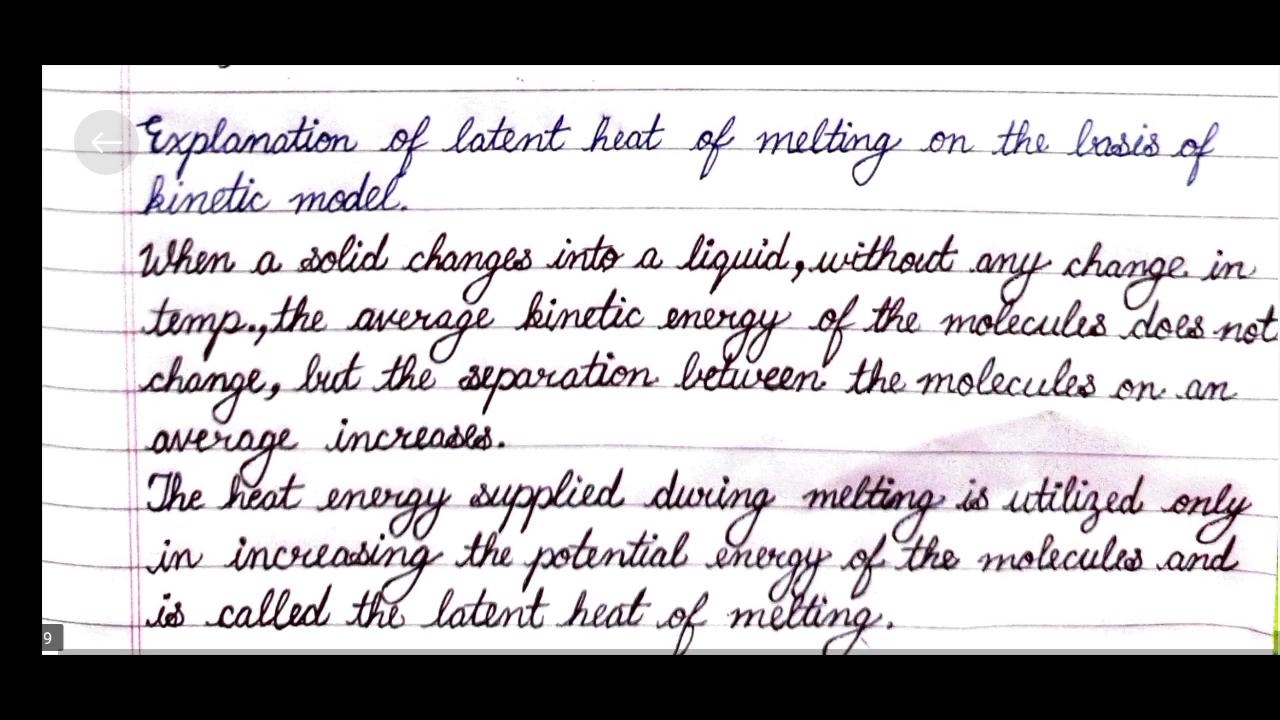 Explanation of latent heat of melting on the basis of
kinetic model.
When a solid changes into a liquid, without any change in
temp., the average kinetic energy of the molecules does not
change, but the separation between the molecules on an
average increases.
The heat energy supplied during melting is utilized only
in increasing the potential energy of the molecules and
is called the latent heat of melting.
9